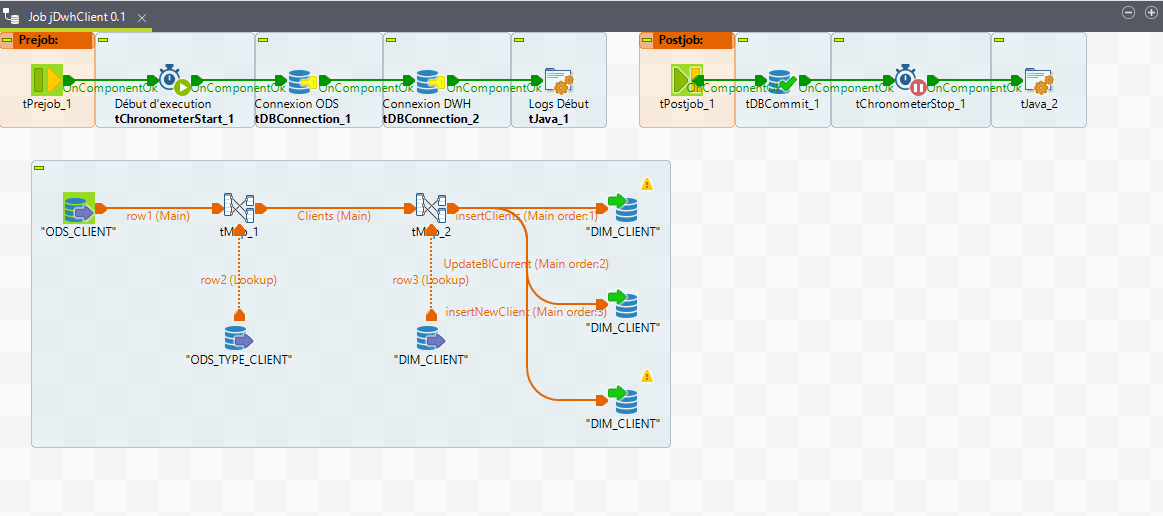 Job jDwhClient 0.1
Prejob:
Postjob:
OnComponentOk OnComponentOk OnComponentOk OnComponentOk
OnComponentOk OnComponentOk OnComponentOk
tPrejob_1
Début d'execution
tChronometerStart_1
Connexion ODS
tDBConnection_1
Connexion DWH
tDBConnection_2
Logs Début
tJava_1
tPostjob_1
tDBCommit_1
tChronometerStop_1
tJava_2
row1 (Main)
Clients (Main)
insertClients (Main order:1)
"ODS_CLIENT"
tMap_1
tMap_2
"DIM_CLIENT"
UpdateBICurrent (Main order:2)
row2 (Lookup)
row3 (Lookup)
insertNewClient (Main order:3)
"DIM_CLIENT"
"ODS_TYPE_CLIENT"
"DIM_CLIENT"
"DIM_CLIENT"